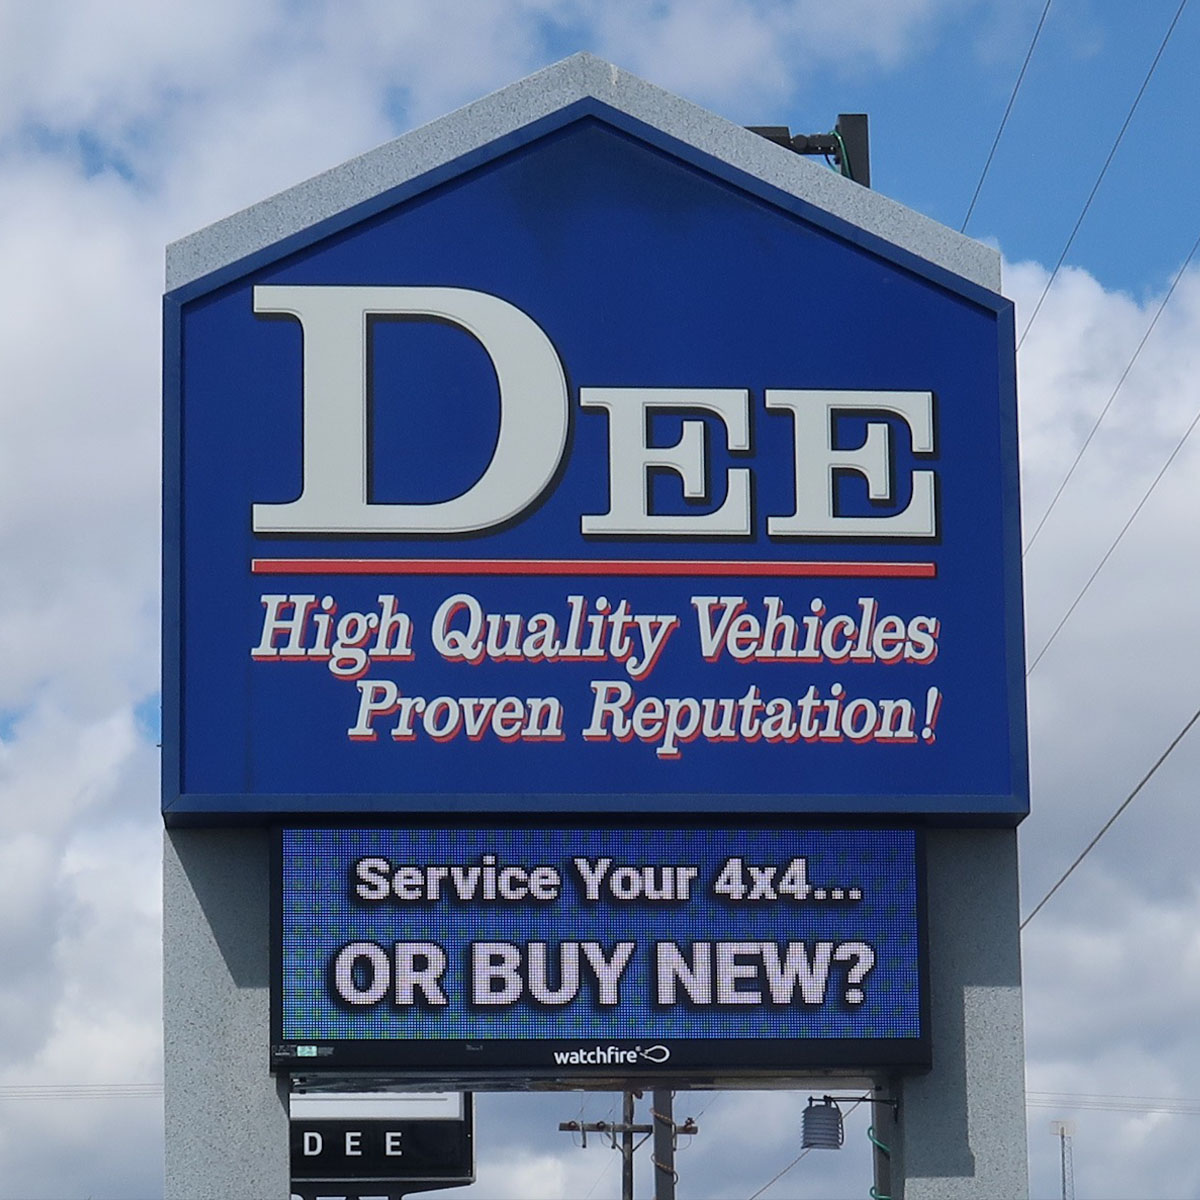 DEE
High Quality Vehicles
Proven Reputation!
Service Your 4x4...
OR BUY NEW?
watchfire
DEE